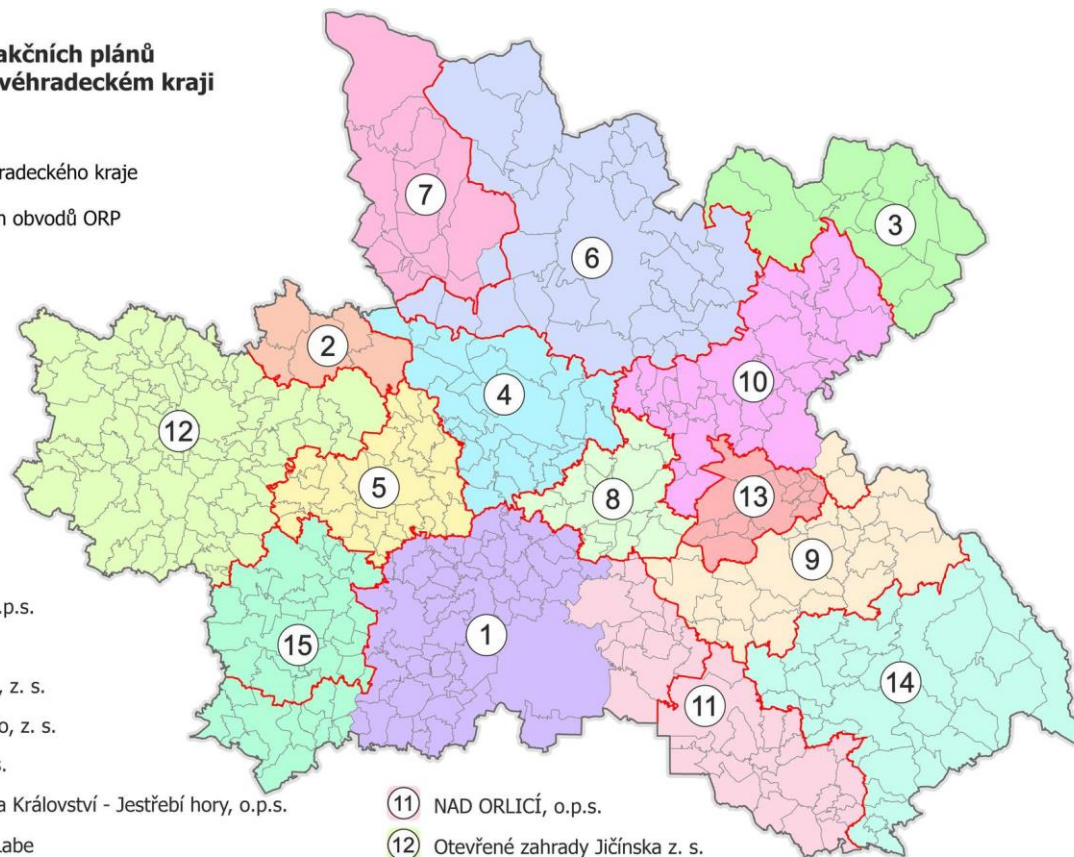 akčních plánů
véhradeckém kraji
radeckého kraje
obvodů ORP
7
3
6
2
10
4
12
5
8
13
9
.p.s.
1
15
, z. s.
14
o, z. s.
11
s.
a Království - Jestřebí hory, o.p.s.
11 NAD ORLICÍ, o.p.s.
Labe
12 Otevřené zahrady Jičínska z. s.